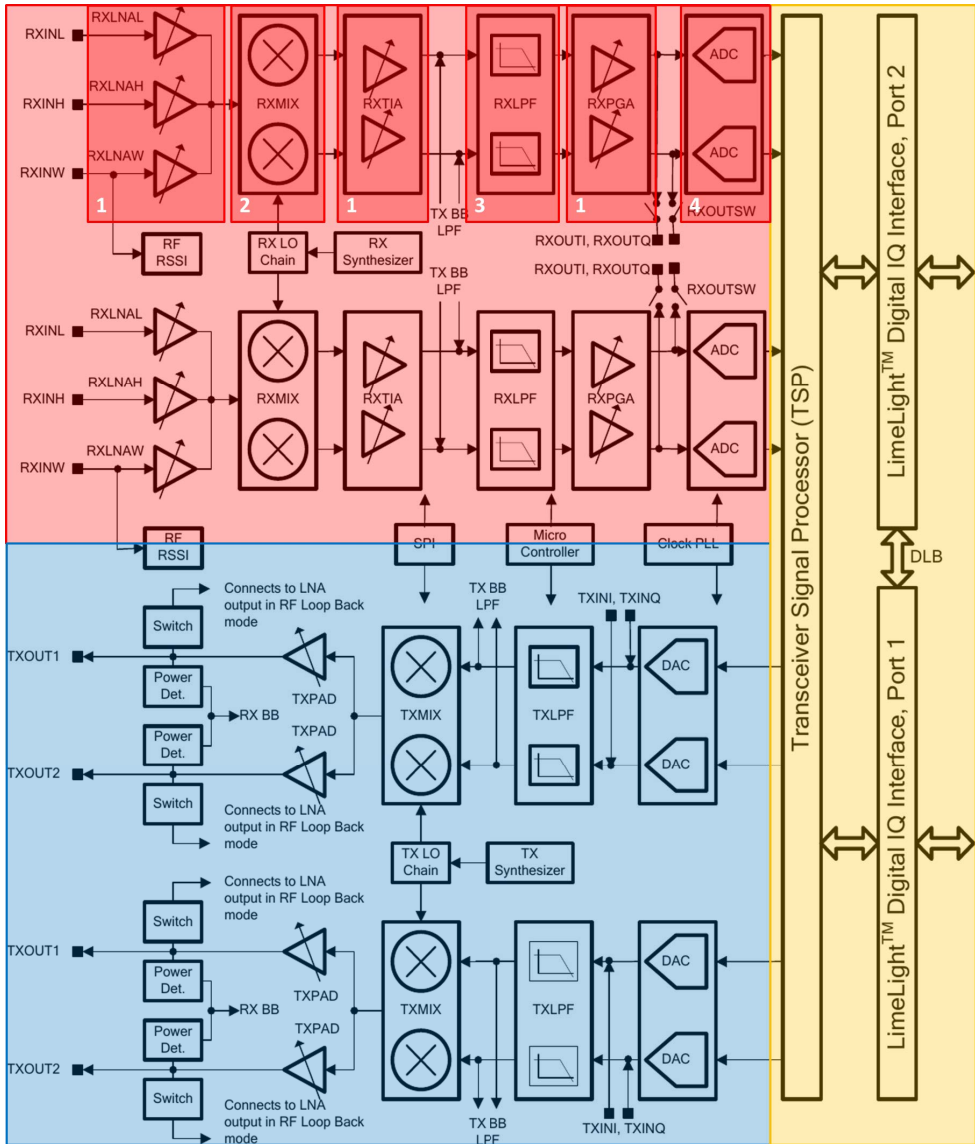 RXINL
RXLNAL
RXINH
RXLNAH
RXINW
RXLNAW
1
RXMIX
2
RXTIA
1
TX BB
LPF
RXLPF
3
RXPGA
1
ADC
ADC
4
RXOUTSW
RXOUTI, RXOUTQ
RF
RSSI
RX LO
Chain
RX
Synthesizer
TX BB
LPF
RXOUTI, RXOUTQ
RXOUTSW
RXINL
RXLNAL
RXINH
RXLNAH
RXINW
RXLNAW
RXMIX
RXTIA
RXLPF
RXPGA
ADC
ADC
RF
RSSI
SPI
Micro
Controller
Clock PLL
Transceiver Signal Processor (TSP)
LimeLight™ Digital IQ Interface, Port 2
DLB
LimeLight™ Digital IQ Interface, Port 1
Connects to LNA
output in RF Loop Back
mode
Switch
TXOUT1
Power
Det.
RX BB
TXPAD
TXPAD
Power
Det.
TXOUT2
Switch
Connects to LNA
output in RF Loop Back
mode
TXMIX
TX BB
LPF
TXLPF
TXINI, TXINQ
DAC
DAC
TX LO
Chain
TX
Synthesizer
Connects to LNA
output in RF Loop Back
mode
Switch
TXOUT1
Power
Det.
RX BB
TXPAD
TXPAD
Power
Det.
TXOUT2
Switch
Connects to LNA
output in RF Loop Back
mode
TXMIX
TXLPF
DAC
DAC
TX BB
LPF
TXINI, TXINQ